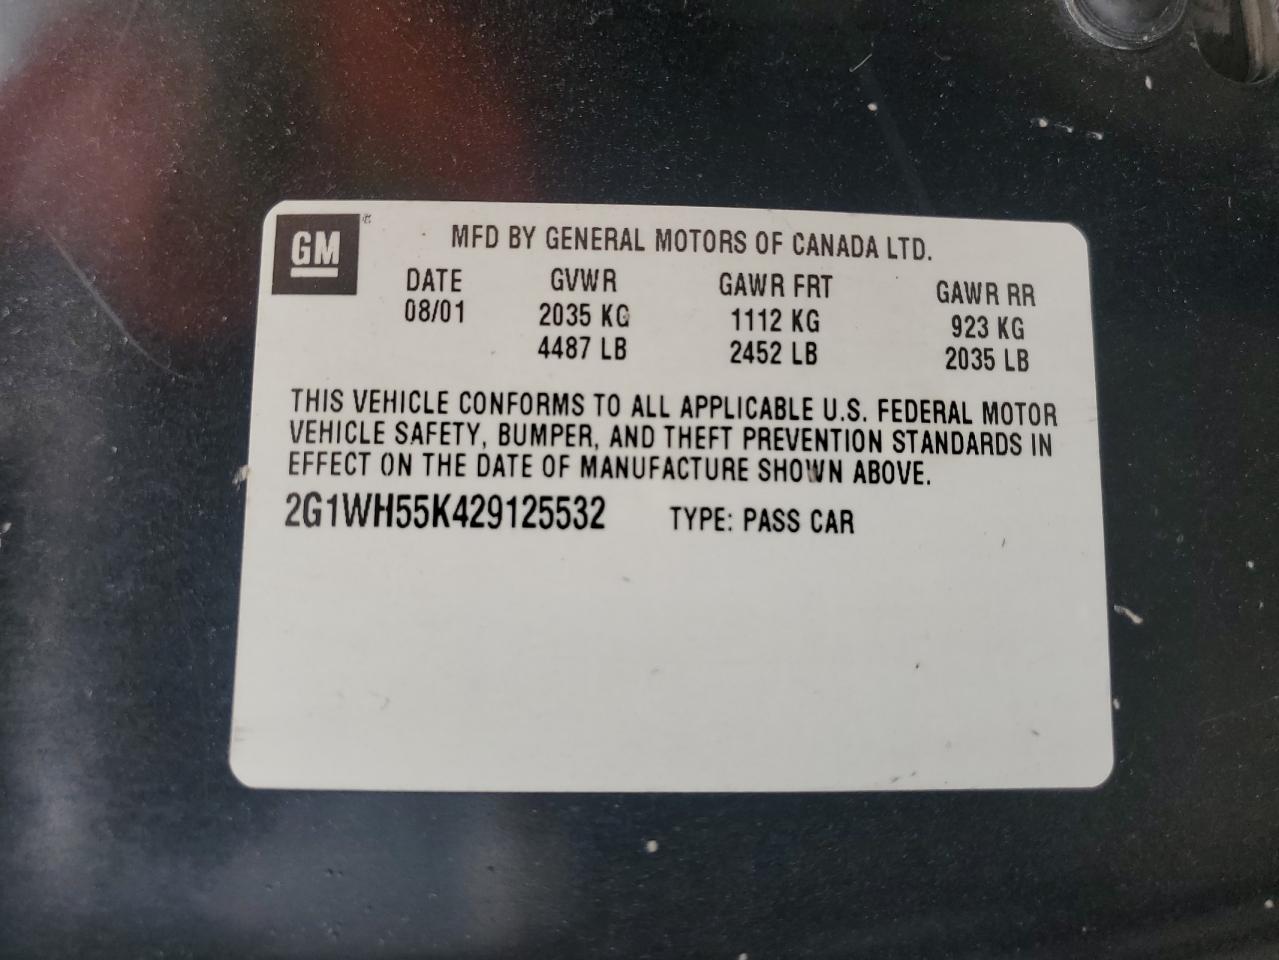 GM ®
MFD BY GENERAL MOTORS OF CANADA LTD.
DATE GVWR GAWR FRT GAWR RR
08/01 2035 KG 1112 KG 923 KG
4487 LB 2452 LB 2035 LB
THIS VEHICLE CONFORMS TO ALL APPLICABLE U.S. FEDERAL MOTOR
VEHICLE SAFETY, BUMPER, AND THEFT PREVENTION STANDARDS IN
EFFECT ON THE DATE OF MANUFACTURE SHOWN ABOVE.
2G1WH55K429125532 TYPE: PASS CAR